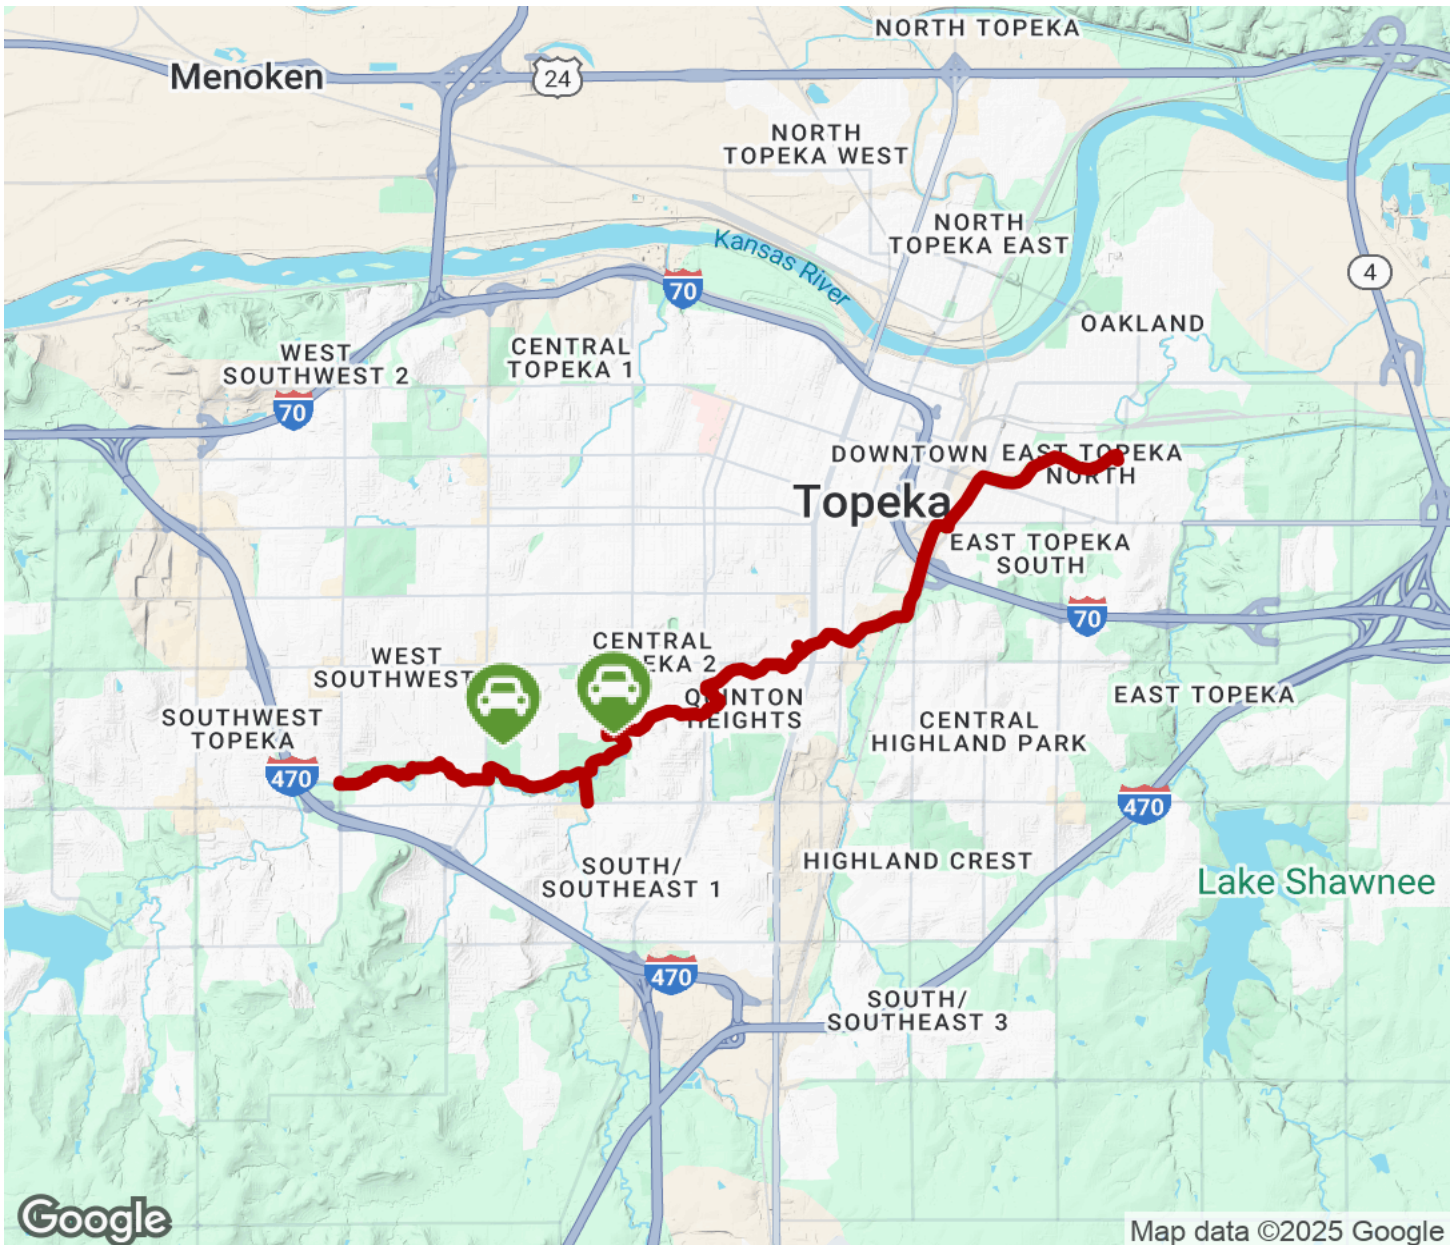 NORTH TOPEKA
Menoken
24
NORTH
TOPEKA WEST
NORTH
TOPEKA EAST
Kansas River
4
70
OAKLAND
WEST
SOUTHWEST 2
CENTRAL
TOPEKA 1
70
DOWNTOWN
EAST TOPEKA
NORTH
Topeka
EAST TOPEKA
SOUTH
70
CENTRAL
EKA 2
WEST
SOUTHWEST
EAST TOPEKA
QUINTON
HEIGHTS
SOUTHWEST
TOPEKA
CENTRAL
HIGHLAND PARK
470
470
HIGHLAND CREST
SOUTH/
SOUTHEAST 1
Lake Shawnee
470
SOUTH/
SOUTHEAST 3
Google
Map data ©2025 Google